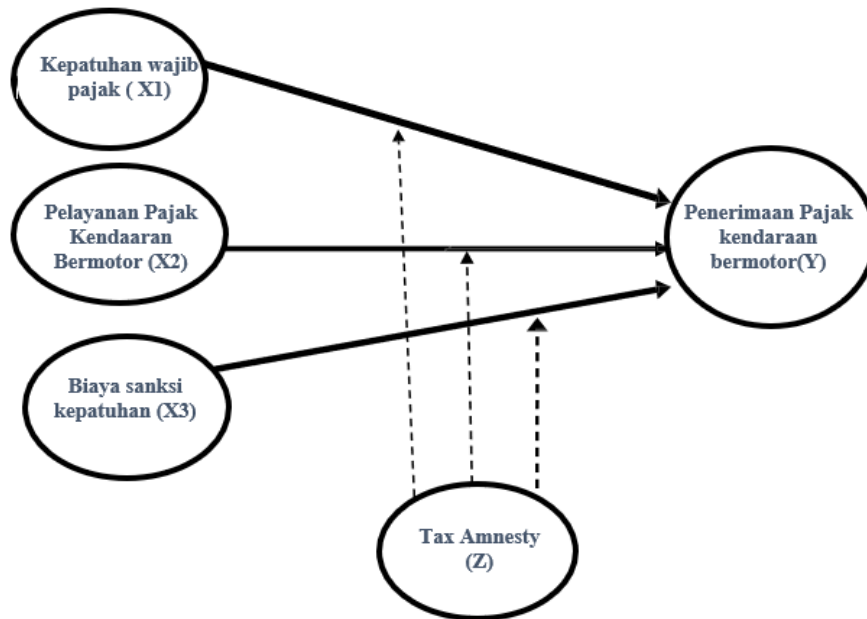 Kepatuhan wajib
pajak ( X1)
Pelayanan Pajak
Kendaaran
Bermotor (X2)
Biaya sanksi
kepatuhan (X3)
Penerimaan Pajak
kendaraan
bermotor(Y)
Tax Amnesty
(Z)